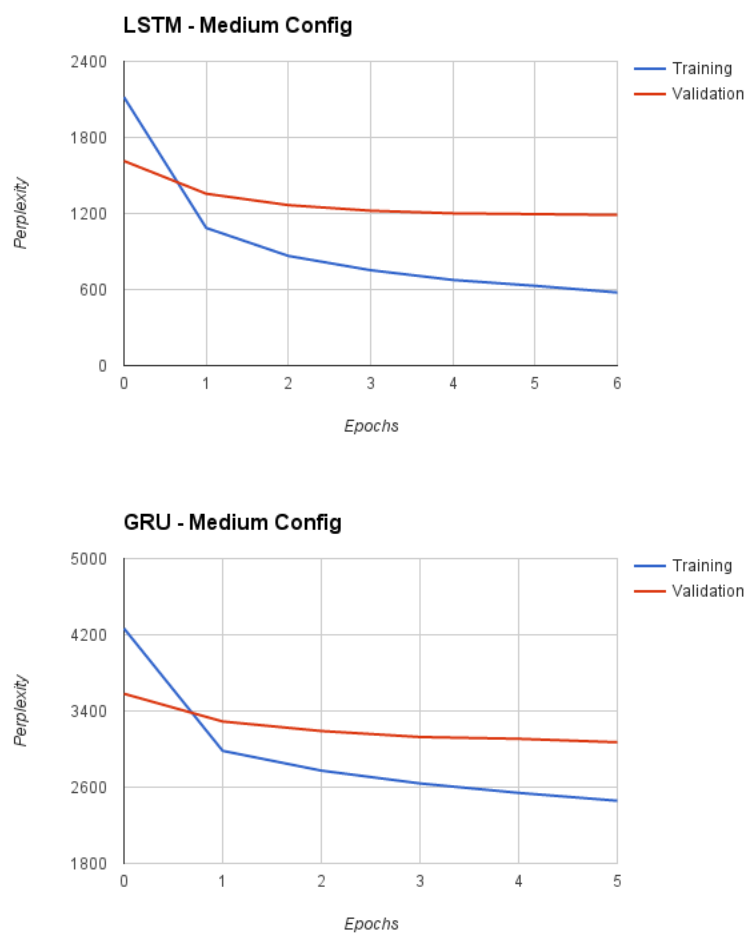 LSTM - Medium Config
2400
1800
1200
600
0
0 1 2 3 4 5 6
Perplexity
Epochs
Training
Validation
GRU - Medium Config
5000
4200
3400
2600
1800
0 1 2 3 4 5
Perplexity
Epochs
Training
Validation